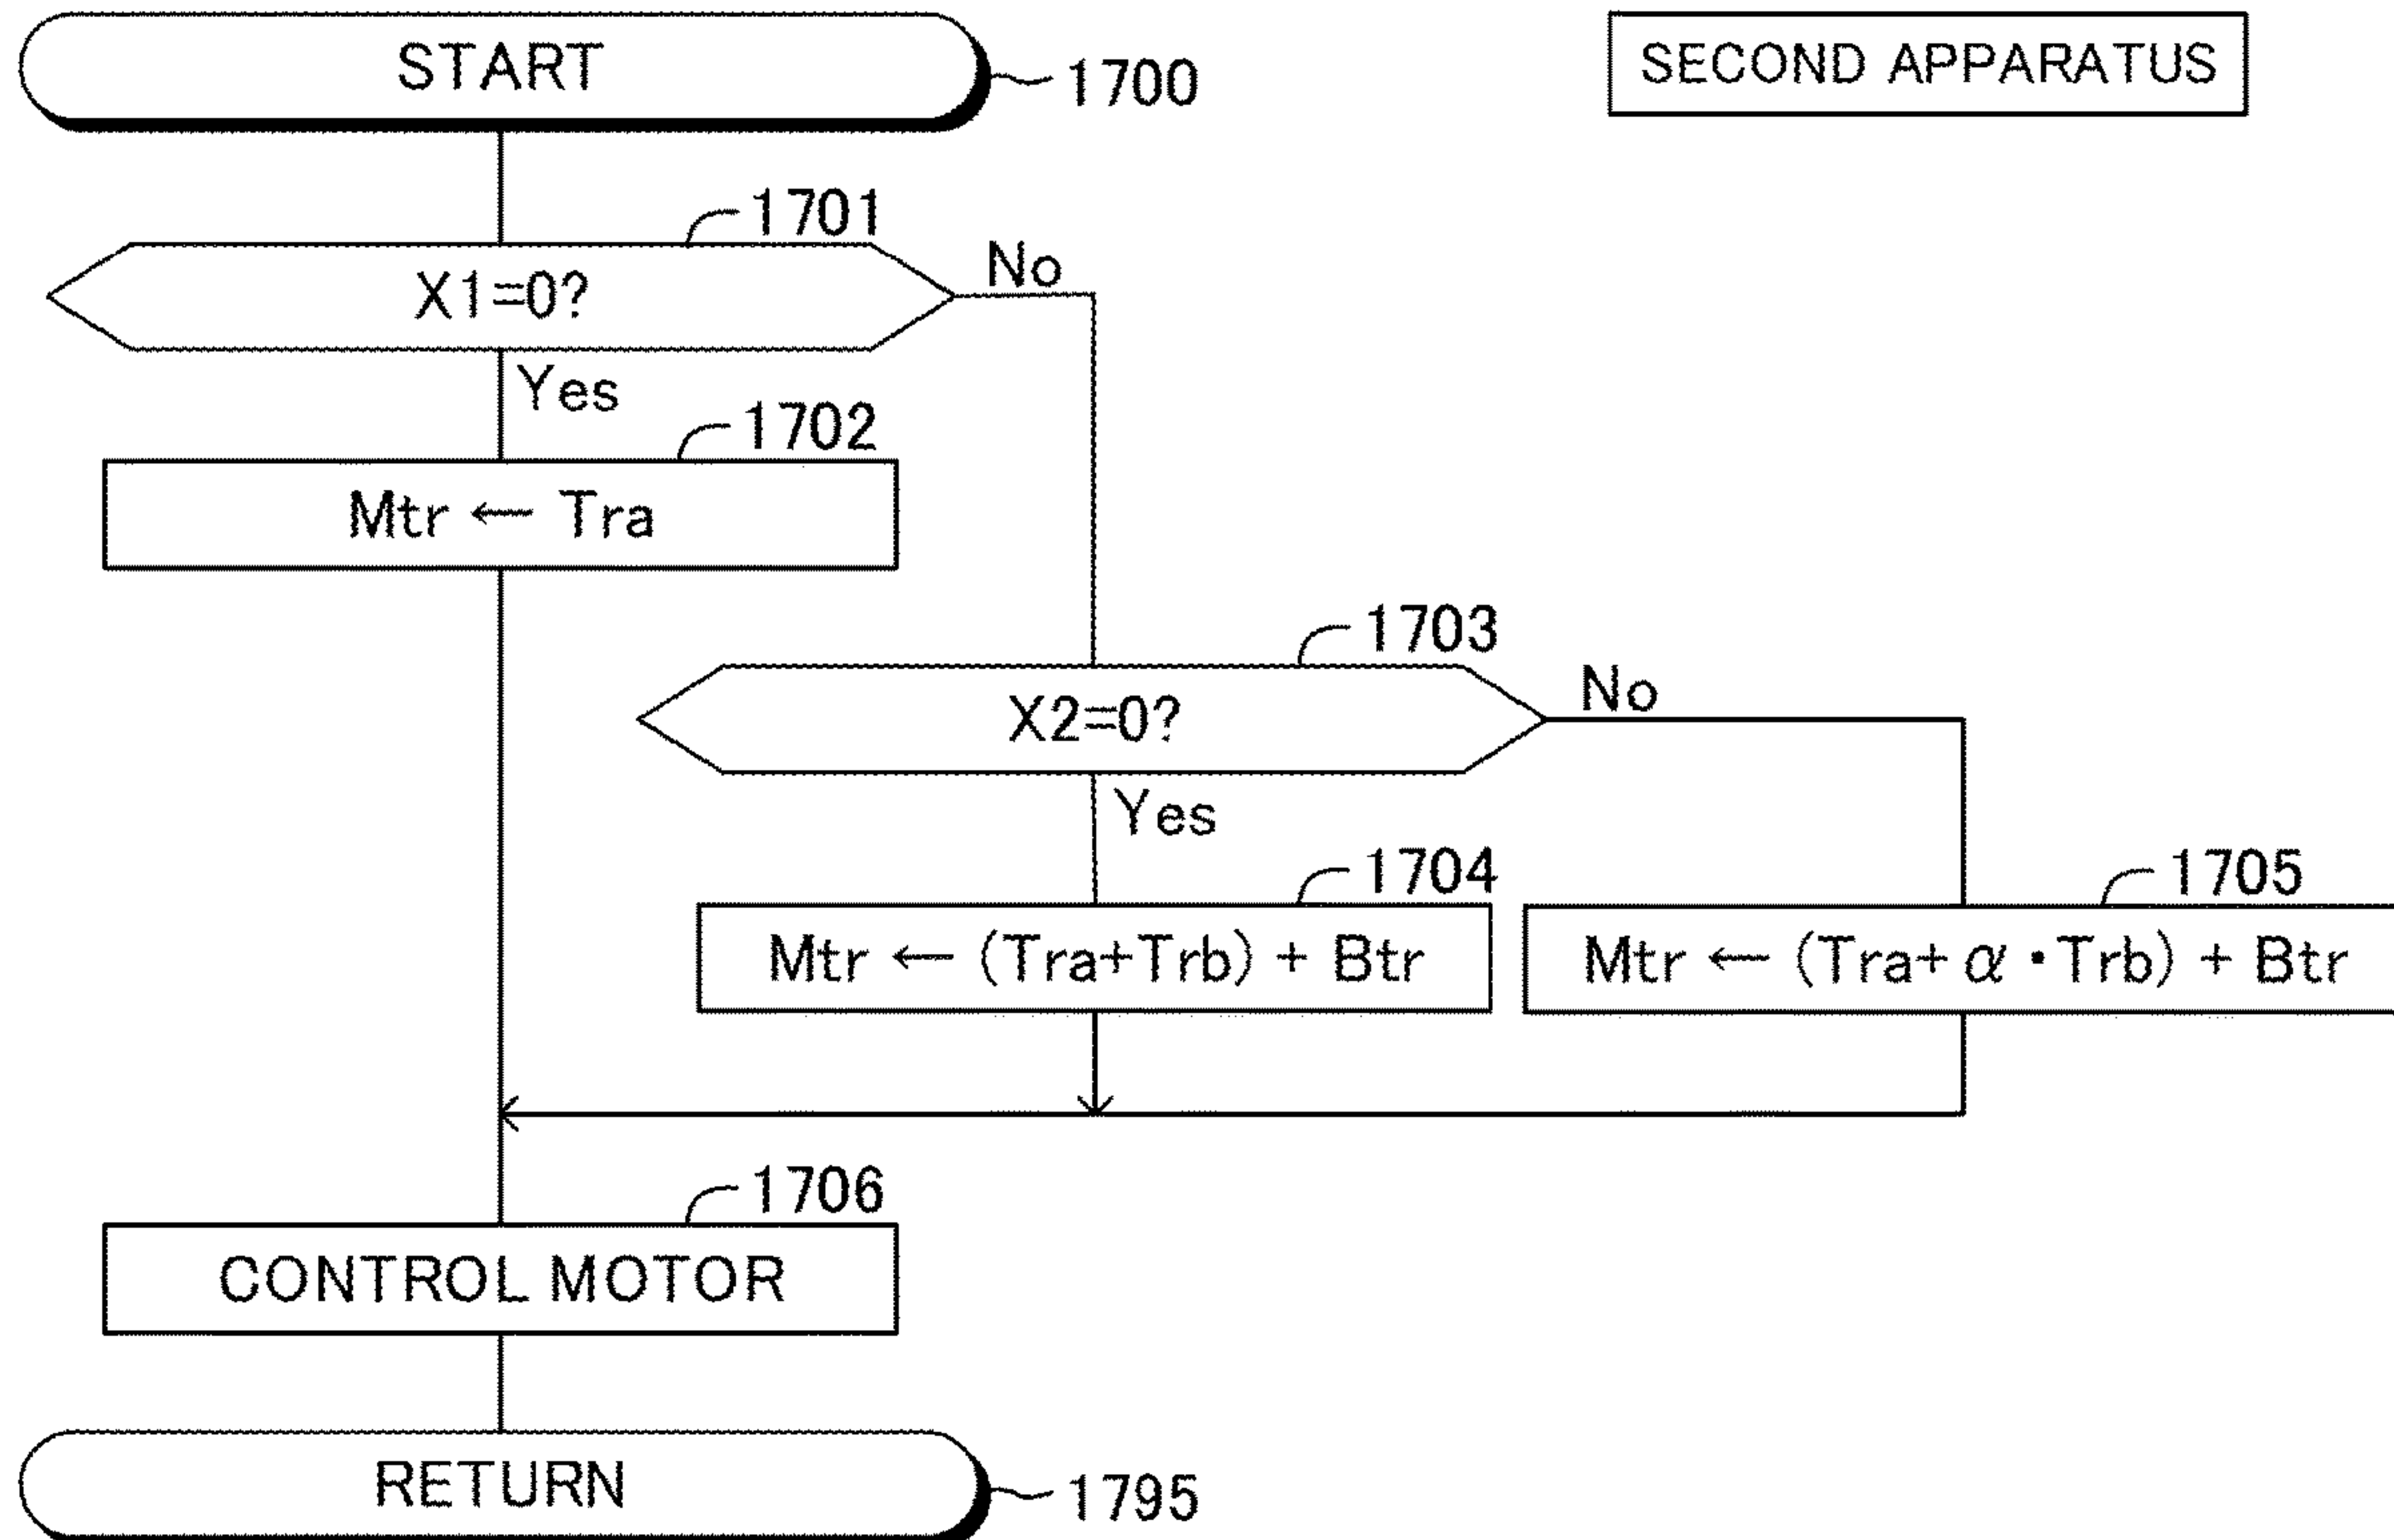 START
1700
SECOND APPARATUS
1701
X1=0?
No
Yes
1702
Mtr ← Tra
1703
X2=0?
No
Yes
1704
Mtr ← (Tra+Trb) + Btr
1705
Mtr ← (Tra+α・Trb) + Btr
1706
CONTROL MOTOR
RETURN
1795